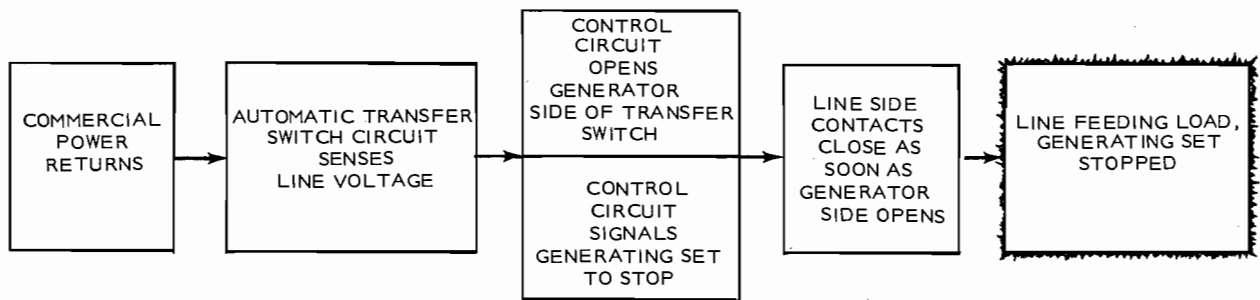 COMMERCIAL
POWER
RETURNS
AUTOMATIC TRANSFER
SWITCH CIRCUIT
SENSES
LINE VOLTAGE
CONTROL
CIRCUIT
OPENS
GENERATOR
SIDE OF TRANSFER
SWITCH
CONTROL
CIRCUIT
SIGNALS
GENERATING SET
TO STOP
LINE SIDE
CONTACTS
CLOSE AS
SOON AS
GENERATOR
SIDE OPENS
LINE FEEDING LOAD,
GENERATING SET
STOPPED